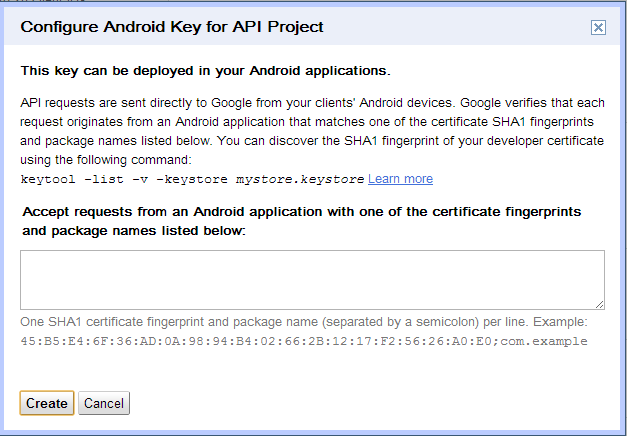 Configure Android Key for API Project
This key can be deployed in your Android applications.
API requests are sent directly to Google from your clients' Android devices. Google verifies that each
request originates from an Android application that matches one of the certificate SHA1 fingerprints
and package names listed below. You can discover the SHA1 fingerprint of your developer certificate
using the following command:
keytool -list -v -keystore mystore.keystore Learn more
Accept requests from an Android application with one of the certificate fingerprints
and package names listed below:
One SHA1 certificate fingerprint and package name (separated by a semicolon) per line. Example:
45:B5:E4:6F:36:AD:0A:98:94:B4:02:66:2B:12:17:F2:56:26:A0:E0;com.example
Create Cancel